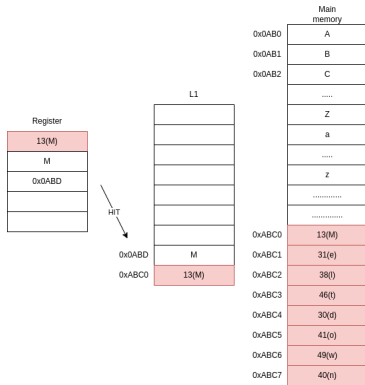 Main
memory
0x0AB0 A
0x0AB1 B
0x0AB2 C
.....
L1
Z
a
Register
.....
13(M)
z
M
.............
0x0ABD
.............
HIT
0xABC0 13(M)
0x0ABD M
0xABC1 31(e)
0xABC0 13(M)
0xABC2 38(l)
0xABC3 46(t)
0xABC4 30(d)
0xABC5 41(o)
0xABC6 49(w)
0xABC7 40(n)